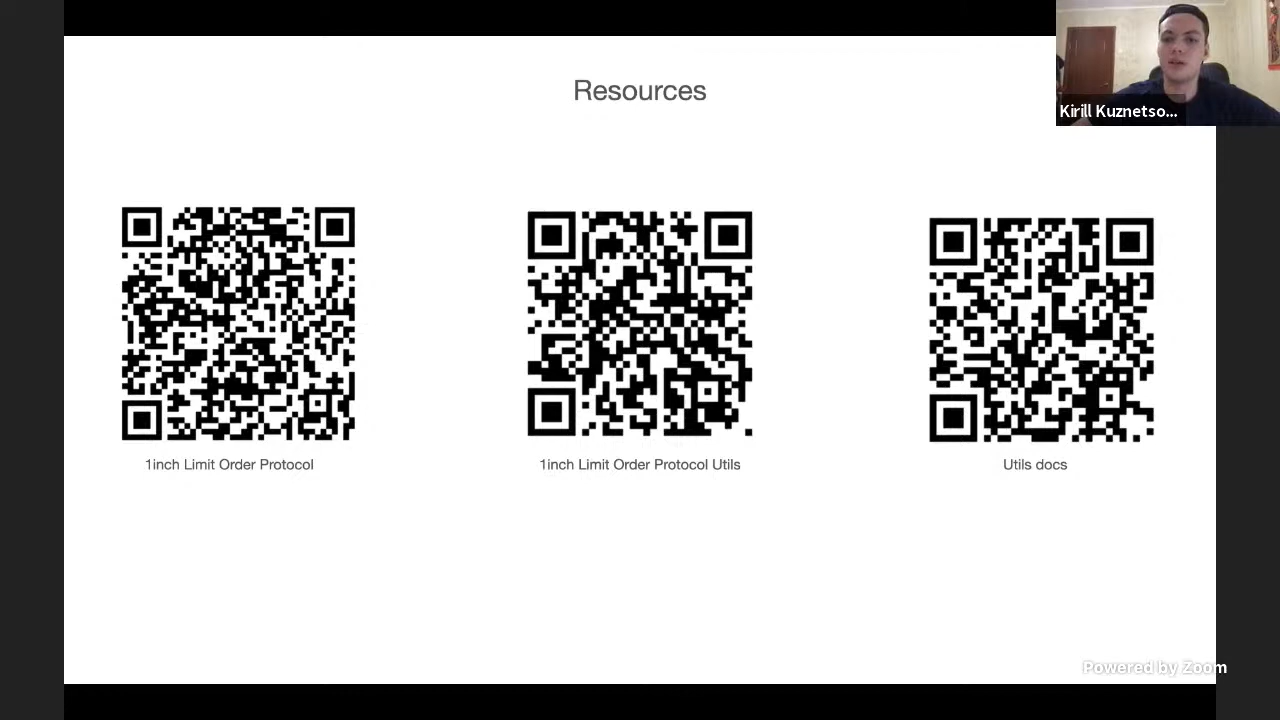 Resources
Kirill Kuznetso...
1inch Limit Order Protocol
1inch Limit Order Protocol Utils
Utils docs
Powered by Zoom